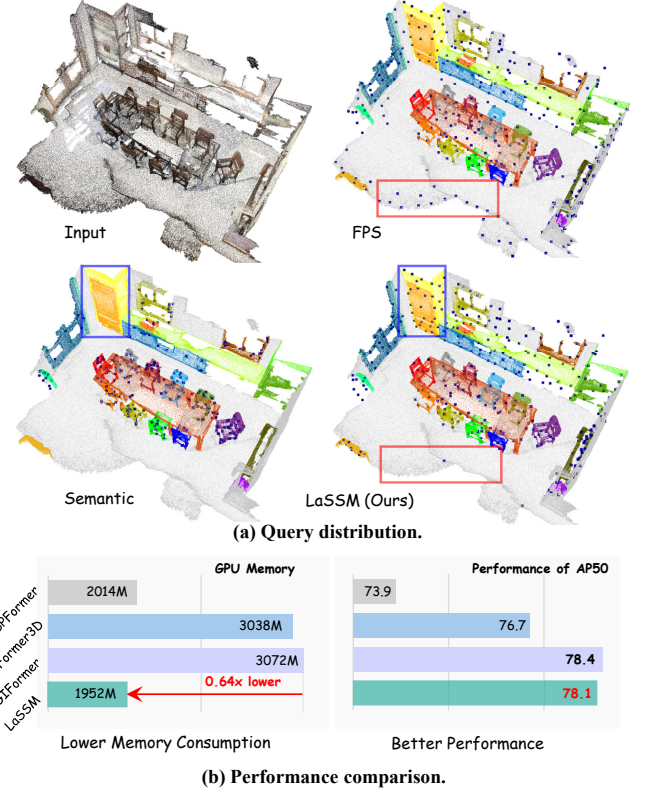 Input
FPS
Semantic
LaSSM (Ours)
(a) Query distribution.
GPU Memory
Performance of AP50
2014M
73.9
3038M
76.7
3072M
78.4
0.64x lower
LaSSM
1952M
78.1
Lower Memory Consumption
Better Performance
(b) Performance comparison.